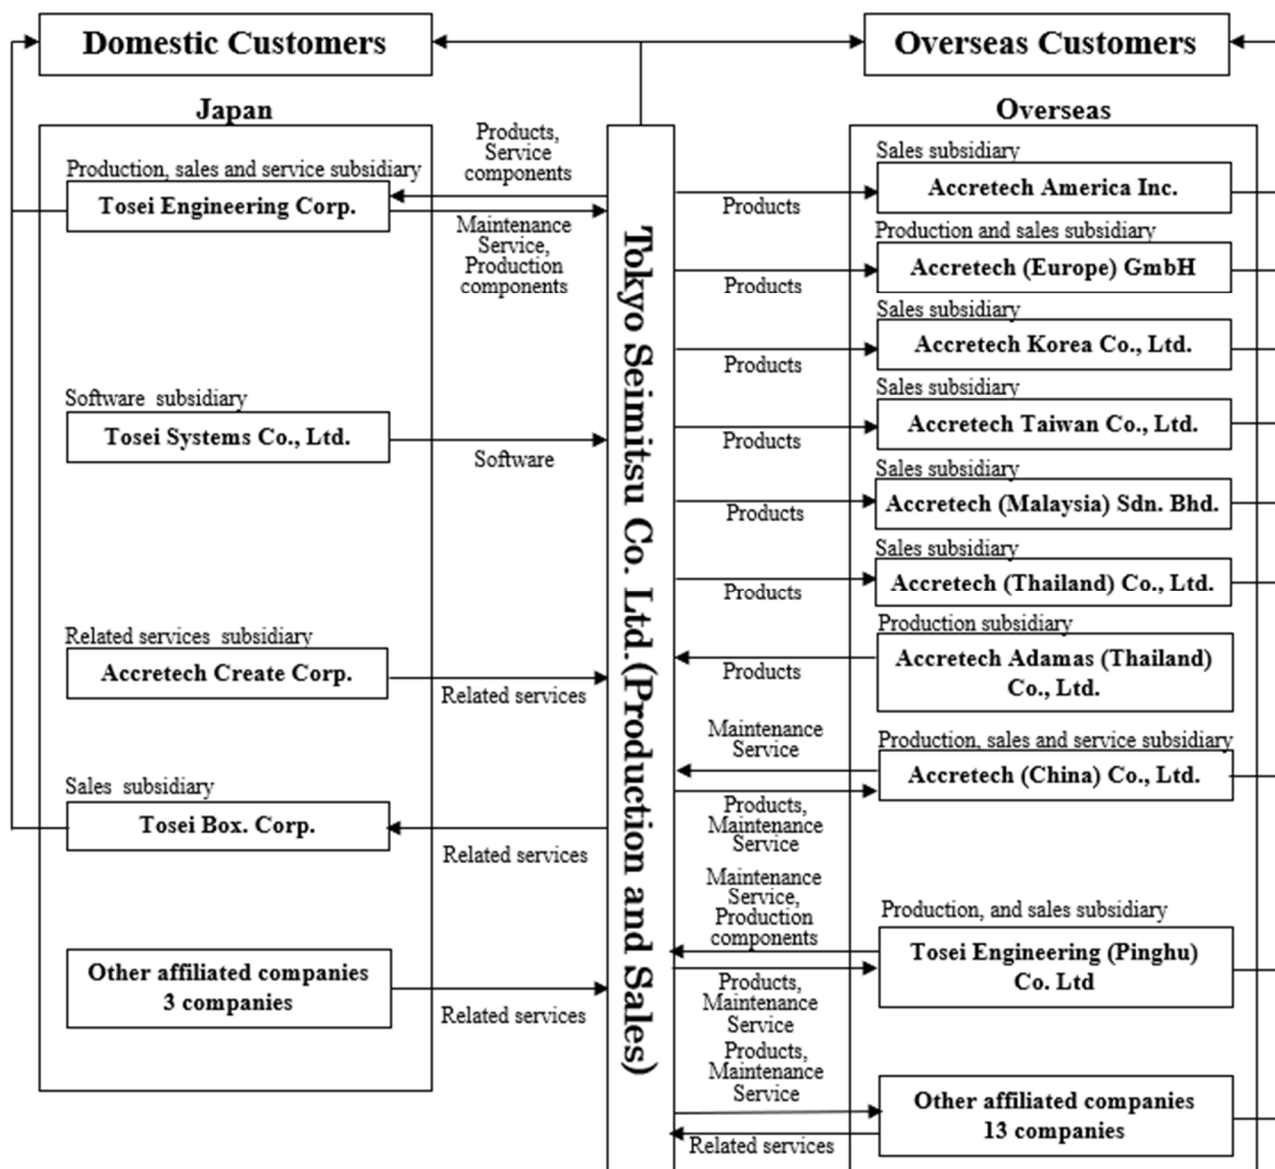 Domestic Customers
Overseas Customers
Japan
Overseas
Production, sales and service subsidiary
Tosei Engineering Corp.
Products,
Service
components
Maintenance
Service,
Production
components
Software  subsidiary
Tosei Systems Co., Ltd.
Software
Related services  subsidiary
Accretech Create Corp.
Related services
Sales  subsidiary
Tosei Box. Corp.
Related services
Other affiliated companies
3 companies
Related services
Tokyo Seimitsu Co. Ltd.(Production and Sales)
Sales subsidiary
Accretech America Inc.
Products
Production and sales subsidiary
Accretech (Europe) GmbH
Products
Sales subsidiary
Accretech Korea Co., Ltd.
Products
Sales subsidiary
Accretech Taiwan Co., Ltd.
Products
Sales subsidiary
Accretech (Malaysia) Sdn. Bhd.
Products
Sales subsidiary
Accretech (Thailand) Co., Ltd.
Products
Production subsidiary
Accretech Adamas (Thailand)
Co., Ltd.
Products
Maintenance
Service
Production, sales and service subsidiary
Accretech (China) Co., Ltd.
Products,
Maintenance
Service
Maintenance
Service,
Production
components
Production, and sales subsidiary
Tosei Engineering (Pinghu)
Co. Ltd
Products,
Maintenance
Service
Products,
Maintenance
Service
Other affiliated companies
13 companies
Related services